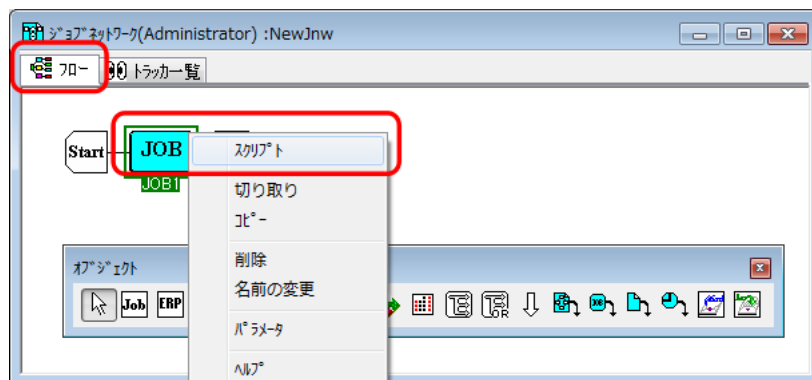 ｼﾞｮﾌﾞﾈｯﾄﾜｰｸ(Administrator) :NewJnw
ﾌﾛｰ ﾄﾗｯｶ一覧
Start JOB
JOB1
ｽｸﾘﾌﾟﾄ
切り取り
ｺﾋﾟｰ
削除
名前の変更
ﾊﾟﾗﾒｰﾀ
ﾍﾙﾌﾟ
ｵﾌﾞｼﾞｪｸﾄ
Job ERP OR